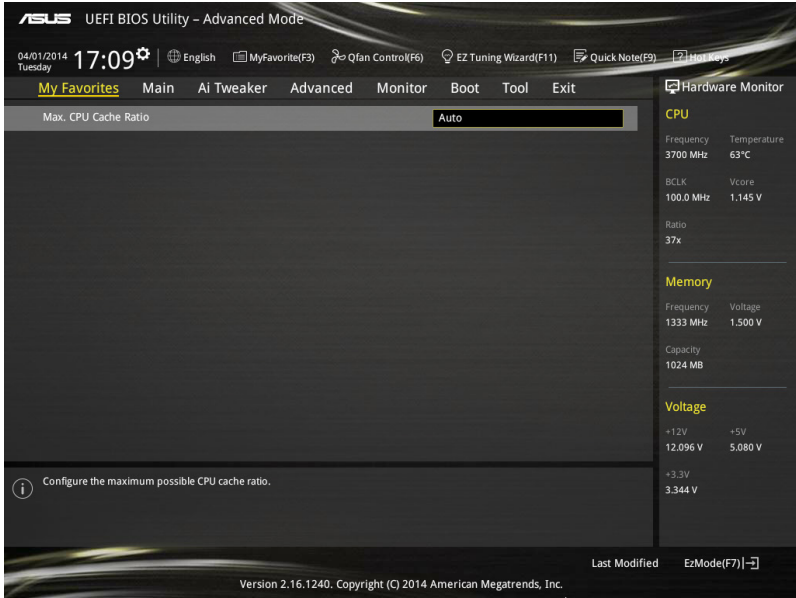 ASUS UEFI BIOS Utility – Advanced Mode
04/01/2014
Tuesday
17:09
English
MyFavorite(F3)
Qfan Control(F6)
EZ Tuning Wizard(F11)
Quick Note(F9)
? Hot Keys
My Favorites
Main
Ai Tweaker
Advanced
Monitor
Boot
Tool
Exit
Max. CPU Cache Ratio
Auto
Configure the maximum possible CPU cache ratio.
Hardware Monitor
CPU
Frequency Temperature
3700 MHz 63°C
BCLK Vcore
100.0 MHz 1.145 V
Ratio
37x
Memory
Frequency Voltage
1333 MHz 1.500 V
Capacity
1024 MB
Voltage
+12V +5V
12.096 V 5.080 V
+3.3V
3.344 V
Last Modified
EzMode(F7)
Version 2.16.1240. Copyright (C) 2014 American Megatrends, Inc.